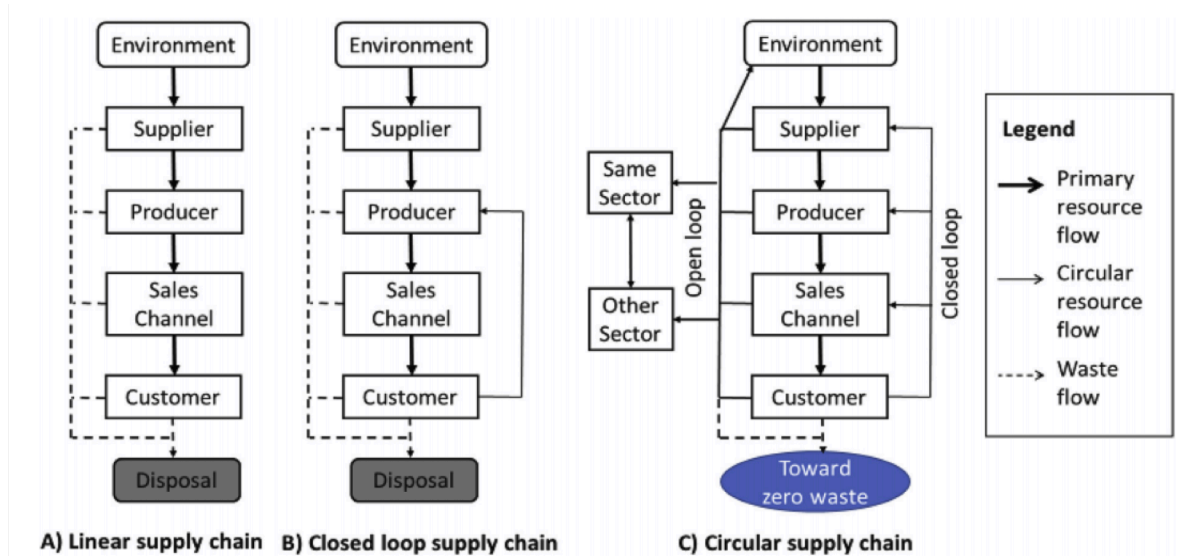 Environment
Supplier
Producer
Sales
Channel
Customer
Disposal
A) Linear supply chain
Environment
Supplier
Producer
Sales
Channel
Customer
Disposal
B) Closed loop supply chain
Environment
Supplier
Producer
Sales
Channel
Customer
Same
Sector
Other
Sector
Open loop
Closed loop
Toward
zero waste
C) Circular supply chain
Legend
Primary
resource
flow
Circular
resource
flow
Waste
flow